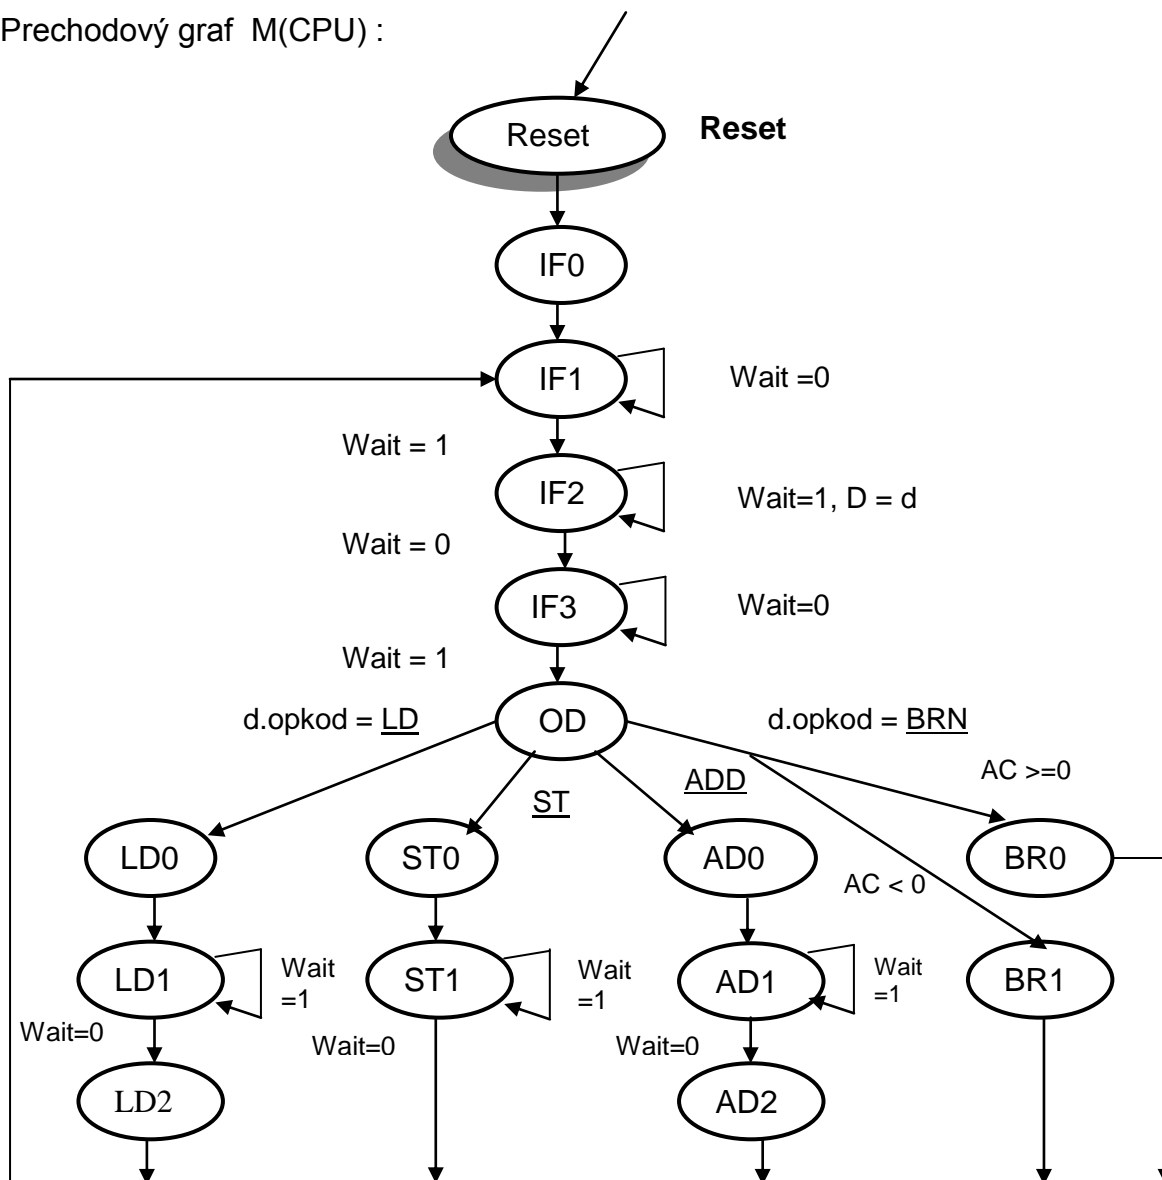 Prechodový graf M(CPU) :
Reset
Reset
IF0
IF1
Wait =0
Wait = 1
IF2
Wait=1, D = d
Wait = 0
IF3
Wait=0
Wait = 1
d.opkod = LD
OD
d.opkod = BRN
ST
ADD
AC >=0
LD0
ST0
AD0
AC < 0
BR0
LD1
Wait
=1
ST1
Wait
=1
AD1
Wait
=1
BR1
Wait=0
Wait=0
Wait=0
LD2
AD2